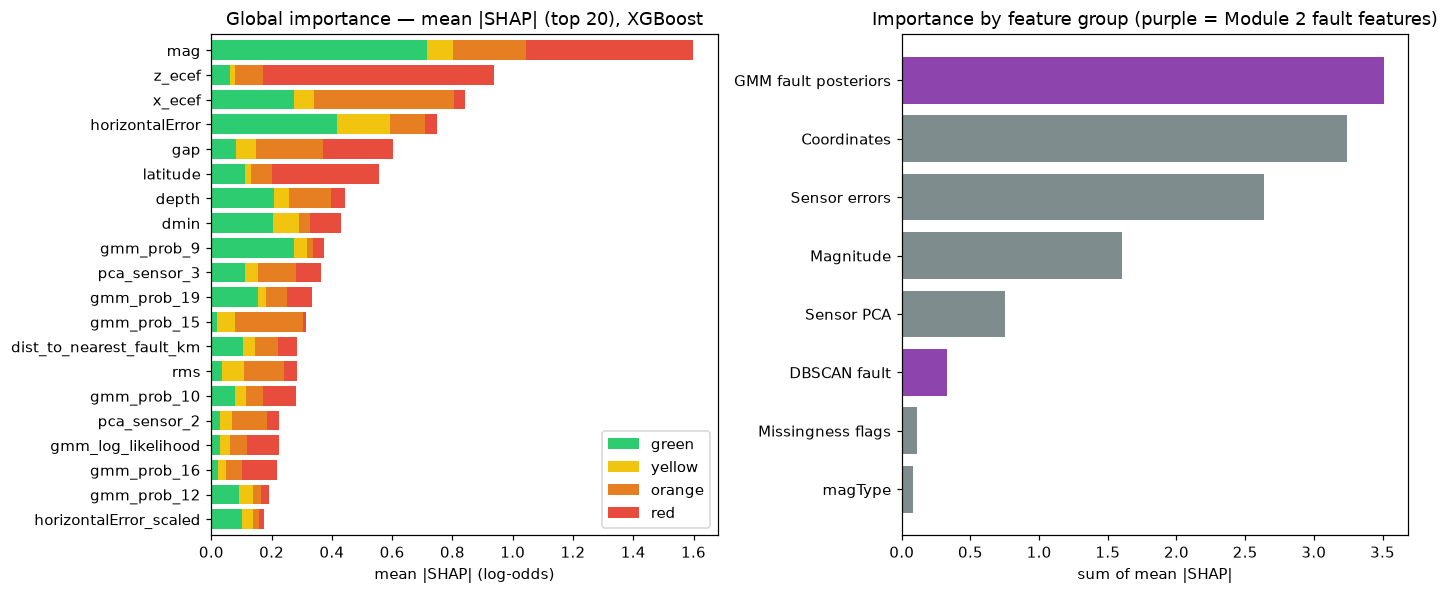 Global importance — mean |SHAP| (top 20), XGBoost
mag
z_ecef
x_ecef
horizontalError
gap
latitude
depth
dmin
gmm_prob_9
pca_sensor_3
gmm_prob_19
gmm_prob_15
dist_to_nearest_fault_km
rms
gmm_prob_10
pca_sensor_2
gmm_log_likelihood
gmm_prob_16
gmm_prob_12
horizontalError_scaled
green
yellow
orange
red
0.0 0.2 0.4 0.6 0.8 1.0 1.2 1.4 1.6
mean |SHAP| (log-odds)
Importance by feature group (purple = Module 2 fault features)
GMM fault posteriors
Coordinates
Sensor errors
Magnitude
Sensor PCA
DBSCAN fault
Missingness flags
magType
0.0 0.5 1.0 1.5 2.0 2.5 3.0 3.5
sum of mean |SHAP|